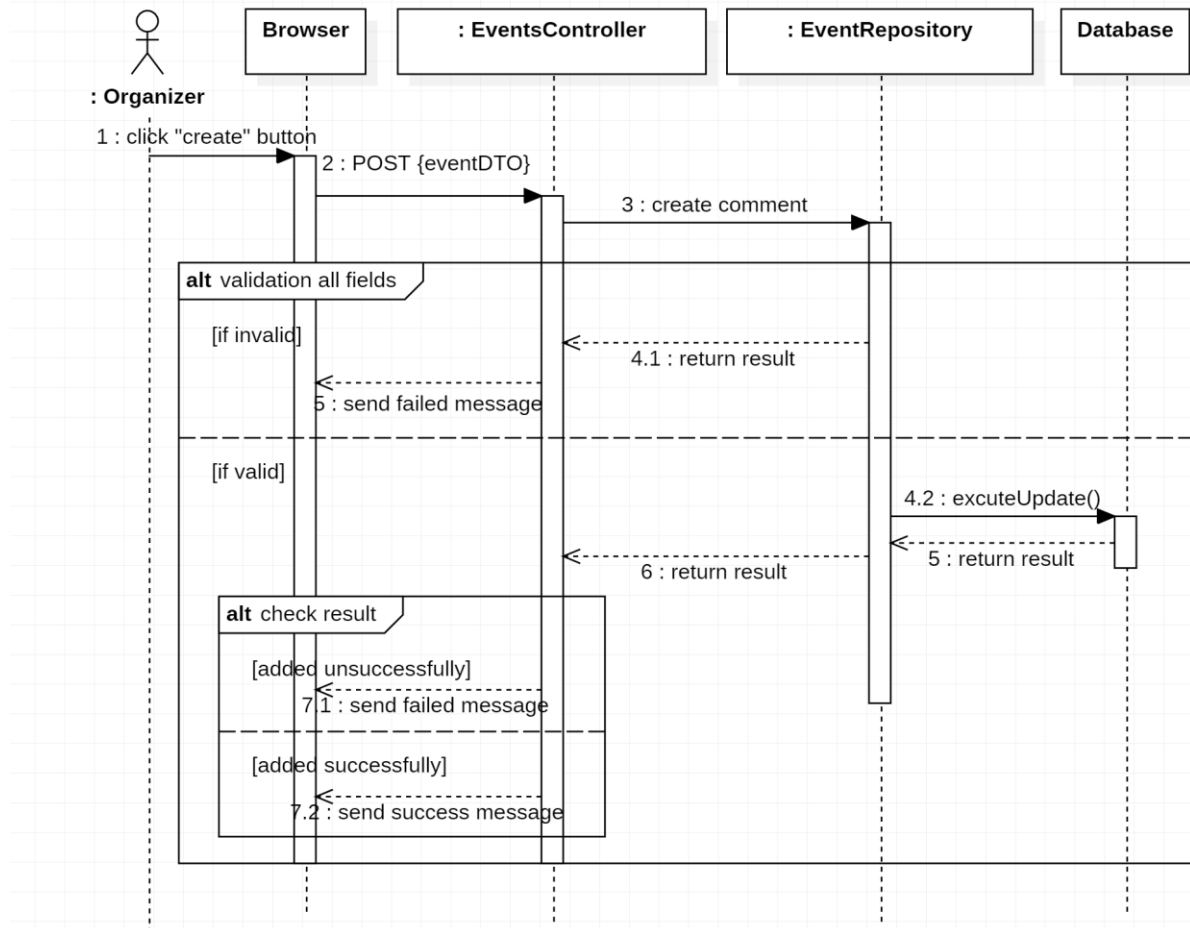 Browser
: EventsController
: EventRepository
Database
: Organizer
1 : click "create" button
2 : POST {eventDTO}
3 : create comment
alt validation all fields
[if invalid]
4.1 : return result
5 : send failed message
[if valid]
4.2 : excuteUpdate()
5 : return result
6 : return result
alt check result
[added unsuccessfully]
7.1 : send failed message
[added successfully]
7.2 : send success message